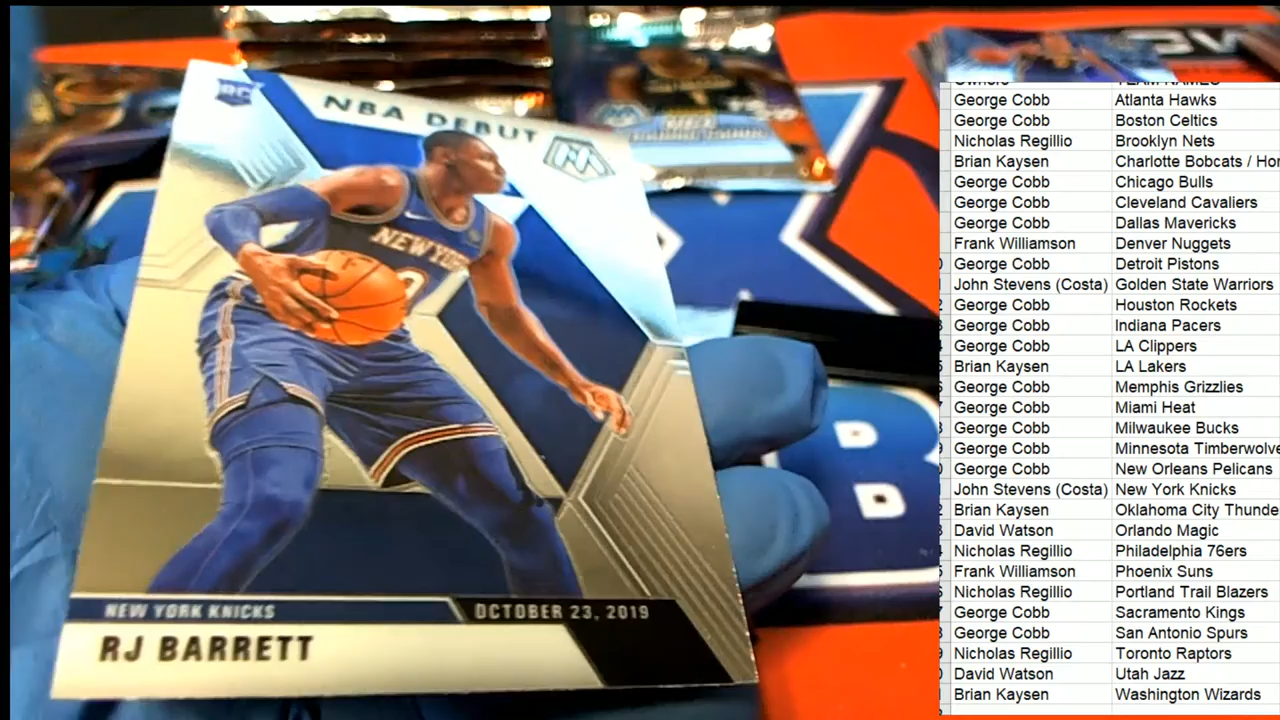 RC
NBA DEBUT
NEW YORK
NEW YORK KNICKS
OCTOBER 23, 2019
RJ BARRETT
B
Owners TEAM NAMES
George Cobb Atlanta Hawks
George Cobb Boston Celtics
Nicholas Regillio Brooklyn Nets
Brian Kaysen Charlotte Bobcats / Hor
George Cobb Chicago Bulls
George Cobb Cleveland Cavaliers
George Cobb Dallas Mavericks
Frank Williamson Denver Nuggets
George Cobb Detroit Pistons
John Stevens (Costa) Golden State Warriors
George Cobb Houston Rockets
George Cobb Indiana Pacers
George Cobb LA Clippers
Brian Kaysen LA Lakers
George Cobb Memphis Grizzlies
George Cobb Miami Heat
George Cobb Milwaukee Bucks
George Cobb Minnesota Timberwolve
George Cobb New Orleans Pelicans
John Stevens (Costa) New York Knicks
Brian Kaysen Oklahoma City Thunde
David Watson Orlando Magic
Nicholas Regillio Philadelphia 76ers
Frank Williamson Phoenix Suns
Nicholas Regillio Portland Trail Blazers
George Cobb Sacramento Kings
George Cobb San Antonio Spurs
Nicholas Regillio Toronto Raptors
David Watson Utah Jazz
Brian Kaysen Washington Wizards